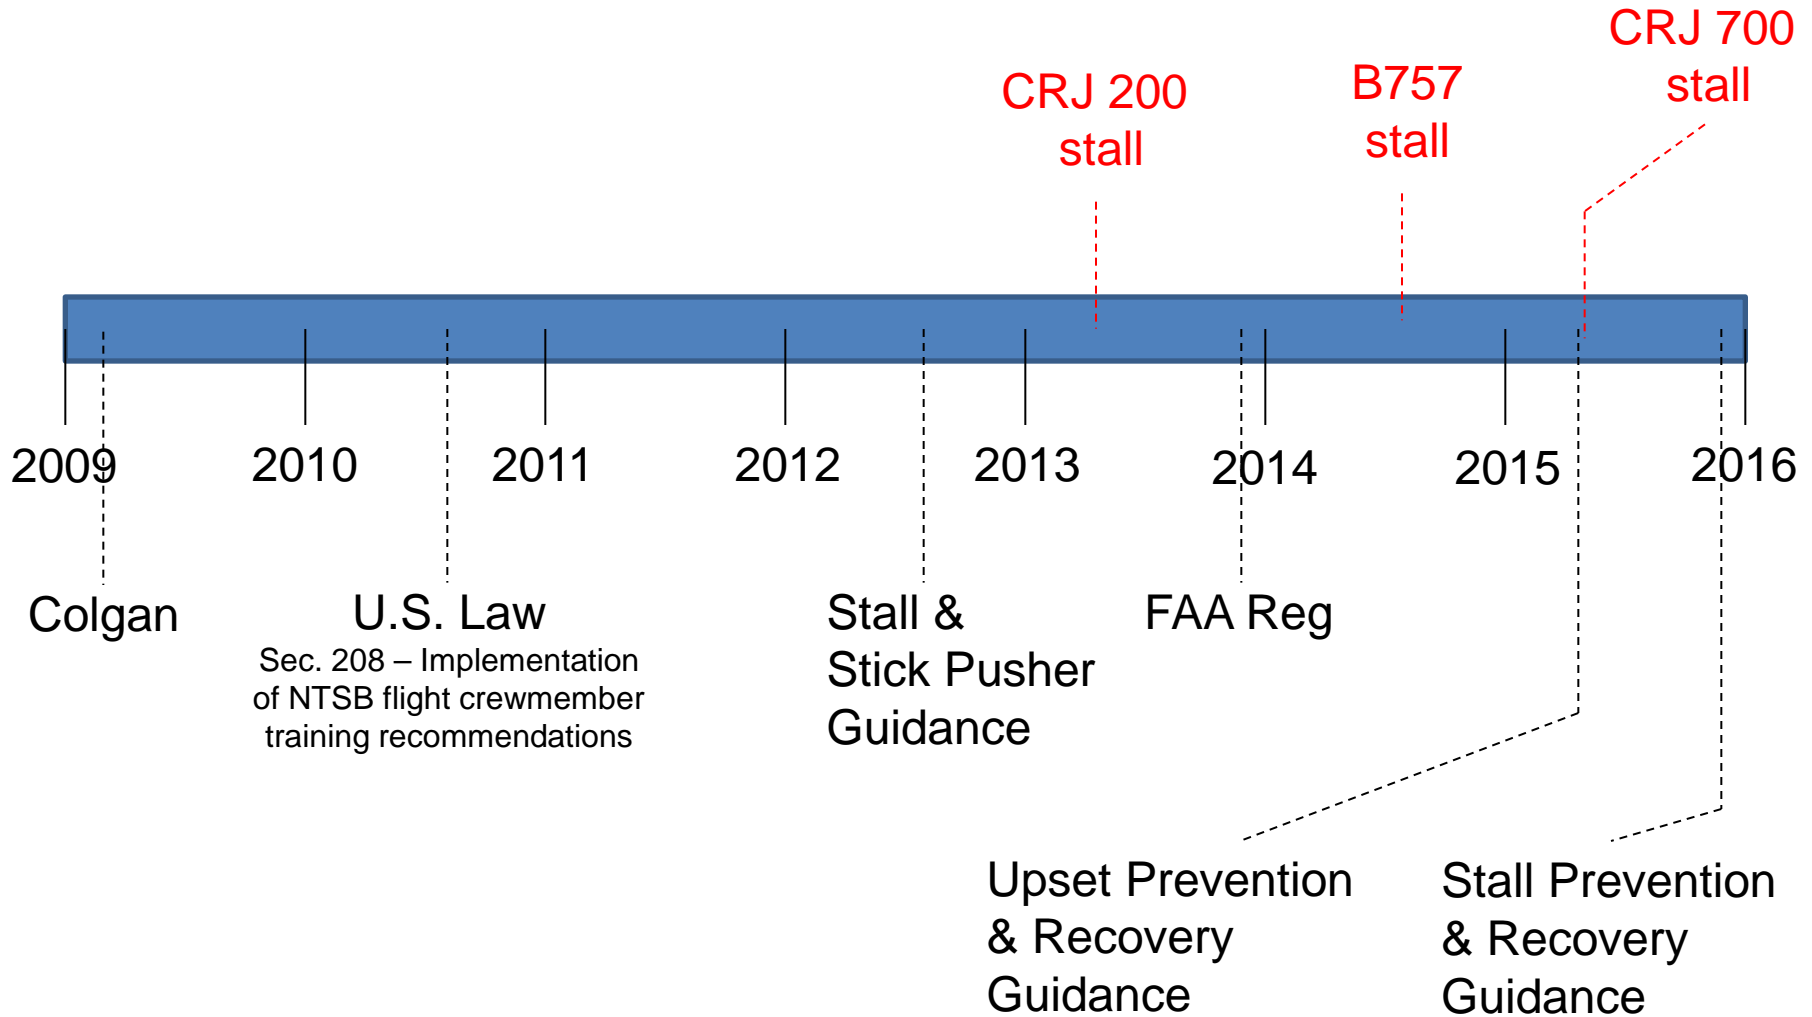 CRJ 700
stall
CRJ 200
stall
B757
stall
2009
2010
2011
2012
2013
2014
2015
2016
Colgan
U.S. Law
Sec. 208 – Implementation
of NTSB flight crewmember
training recommendations
Stall &
Stick Pusher
Guidance
FAA Reg
Upset Prevention
& Recovery
Guidance
Stall Prevention
& Recovery
Guidance